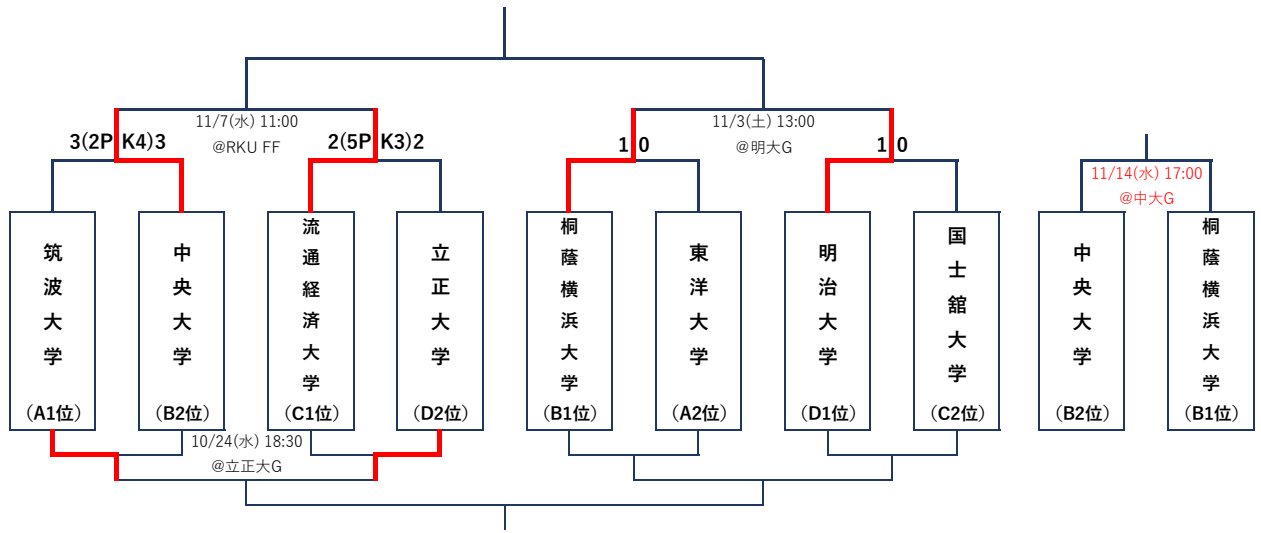 11/7(水) 11:00
@RKU FF
11/3(土) 13:00
@明大G
3(2P K4)3
2(5P K3)2
1 0
1 0
11/14(水) 17:00
@中大G
筑波大学
(A1位)
中央大学
(B2位)
流通経済大学
(C1位)
立正大学
(D2位)
桐蔭横浜大学
(B1位)
東洋大学
(A2位)
明治大学
(D1位)
国士舘大学
(C2位)
中央大学
(B2位)
桐蔭横浜大学
(B1位)
10/24(水) 18:30
@立正大G